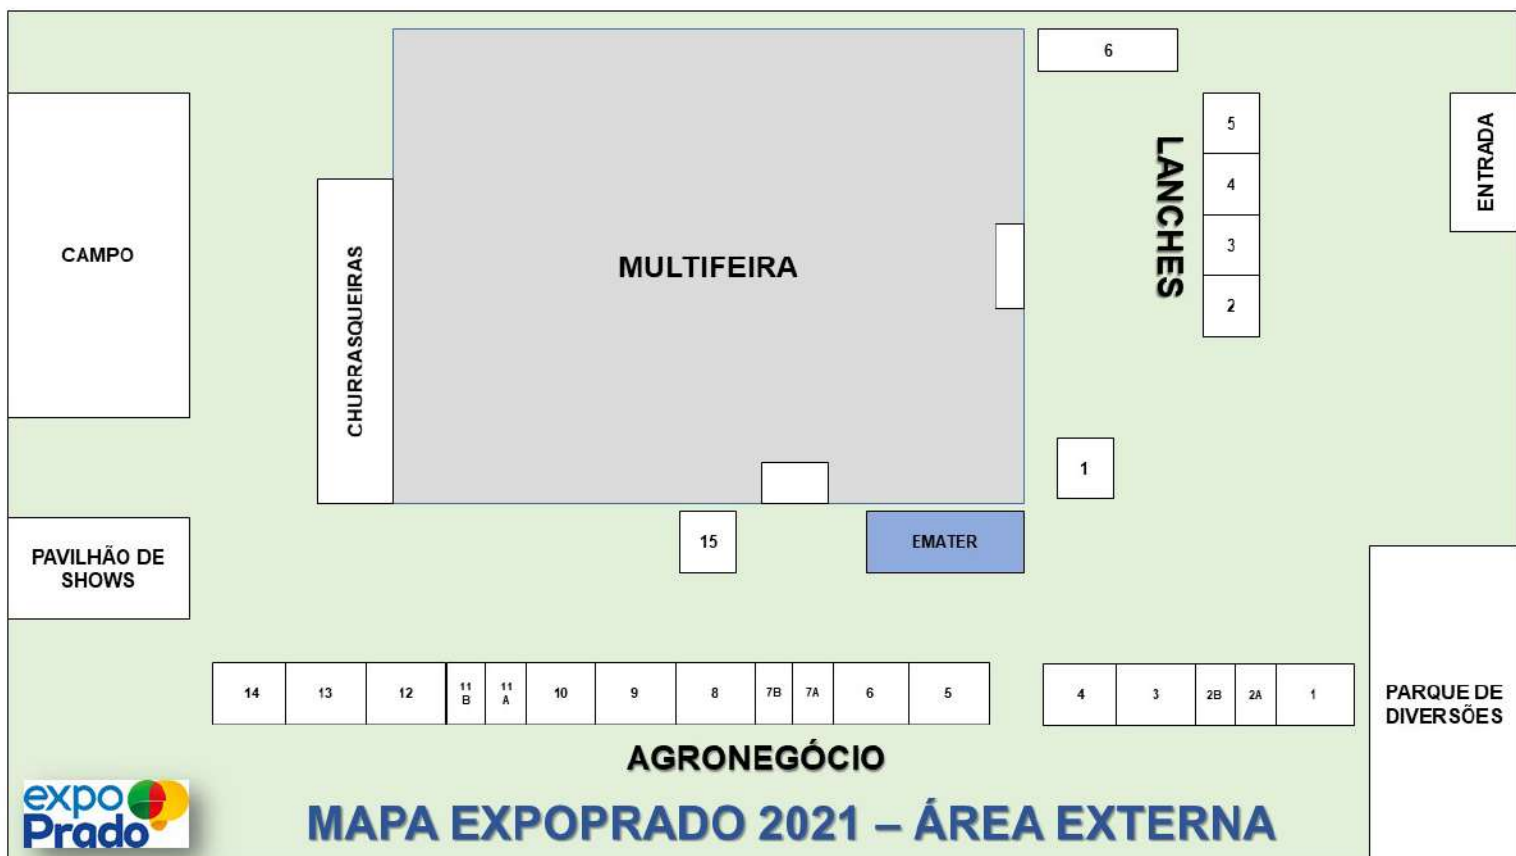 6
5
4
3
2
LANCHES
ENTRADA
CAMPO
CHURRASQUEIRAS
MULTIFEIRA
1
15
EMATER
PAVILHÃO DE
SHOWS
14
13
12
11
B
11
A
10
9
8
7B
7A
6
5
4
3
2B
2A
1
PARQUE DE
DIVERSÕES
AGRONEGÓCIO
expo
Prado
MAPA EXPOPRADO 2021 – ÁREA EXTERNA